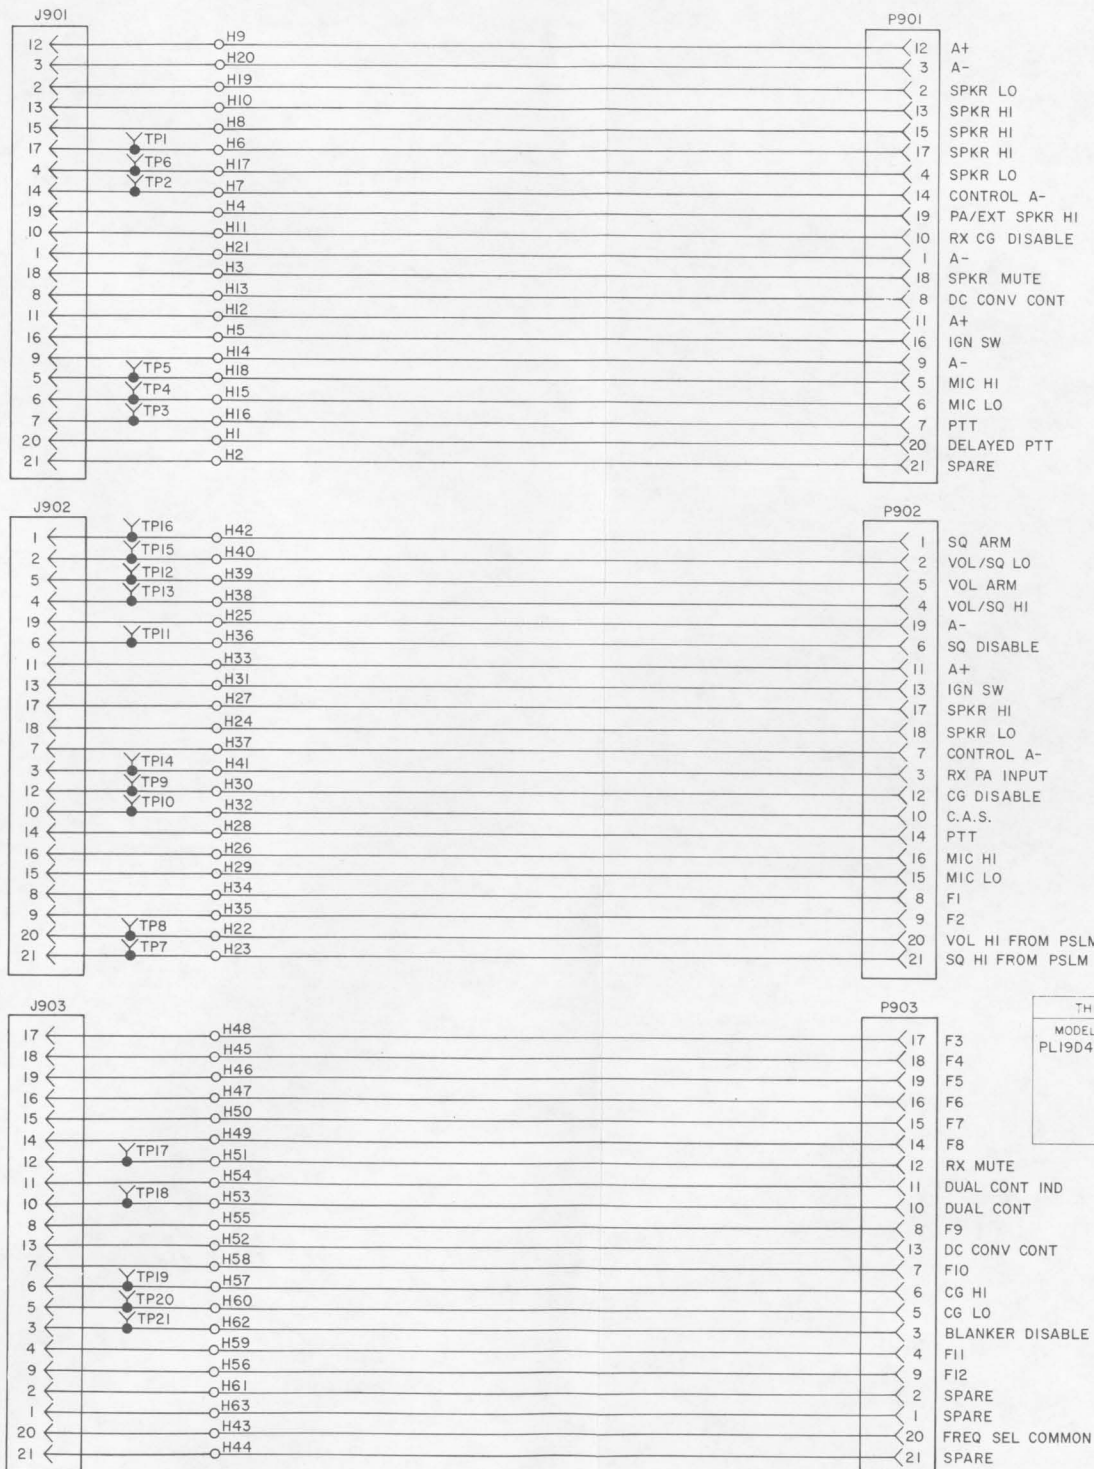 J901 P901
12 H9 12 A+
3 H20 3 A-
2 H19 2 SPKR LO
13 H10 13 SPKR HI
15 H8 15 SPKR HI
17 TP1 H6 17 SPKR HI
4 TP6 H17 4 SPKR LO
14 TP2 H7 14 CONTROL A-
19 H4 19 PA/EXT SPKR HI
10 H11 10 RX CG DISABLE
1 H21 1 A-
18 H3 18 SPKR MUTE
8 H13 8 DC CONV CONT
11 H12 11 A+
16 H5 16 IGN SW
9 H14 9 A-
5 TP5 H18 5 MIC HI
6 TP4 H15 6 MIC LO
7 TP3 H16 7 PTT
20 H1 20 DELAYED PTT
21 H2 21 SPARE
J902 P902
1 TP16 H42 1 SQ ARM
2 TP15 H40 2 VOL/SQ LO
5 TP12 H39 5 VOL ARM
4 TP13 H38 4 VOL/SQ HI
19 H25 19 A-
6 TP11 H36 6 SQ DISABLE
11 H33 11 A+
13 H31 13 IGN SW
17 H27 17 SPKR HI
18 H24 18 SPKR LO
7 H37 7 CONTROL A-
3 TP14 H41 3 RX PA INPUT
12 TP9 H30 12 CG DISABLE
10 TP10 H32 10 C.A.S.
14 H28 14 PTT
16 H26 16 MIC HI
15 H29 15 MIC LO
8 H34 8 F1
9 H35 9 F2
20 TP8 H22 20 VOL HI FROM PSLM
21 TP7 H23 21 SQ HI FROM PSLM
J903 P903
TH
MODEL
PL19D4
17 H48 17 F3
18 H45 18 F4
19 H46 19 F5
16 H47 16 F6
15 H50 15 F7
14 H49 14 F8
12 TP17 H51 12 RX MUTE
11 H54 11 DUAL CONT IND
10 TP18 H53 10 DUAL CONT
8 H55 8 F9
13 H52 13 DC CONV CONT
7 H58 7 F10
6 TP19 H57 6 CG HI
5 TP20 H60 5 CG LO
3 TP21 H62 3 BLANKER DISABLE
4 H59 4 F11
9 H56 9 F12
2 H61 2 SPARE
1 H63 1 SPARE
20 H43 20 FREQ SEL COMMON
21 H44 21 SPARE